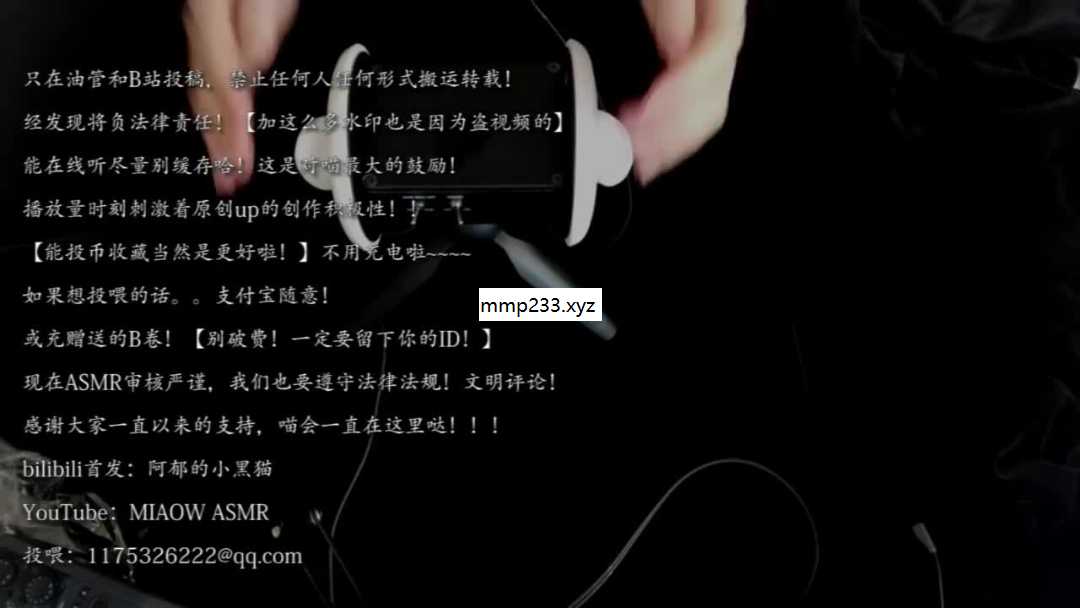 只在油管和B站投稿，禁止任何人任何形式搬运转载！
经发现将负法律责任！【加这么多水印也是因为盗视频的】
能在线听尽量别缓存哈！这是对喵最大的鼓励！
播放量时刻刺激着原创up的创作积极性！！
【能投币收藏当然是更好啦！】不用充电啦~~~~
如果想投喂的话。。支付宝随意！
mmp233.xyz
或充赠送的B卷！【别破费！一定要留下你的ID！】
现在ASMR审核严谨，我们也要遵守法律法规！文明评论！
感谢大家一直以来的支持，喵会一直在这里哒！！！
bilibili首发：阿郁的小黑猫
YouTube：MIAOW ASMR
投喂：1175326222@qq.com